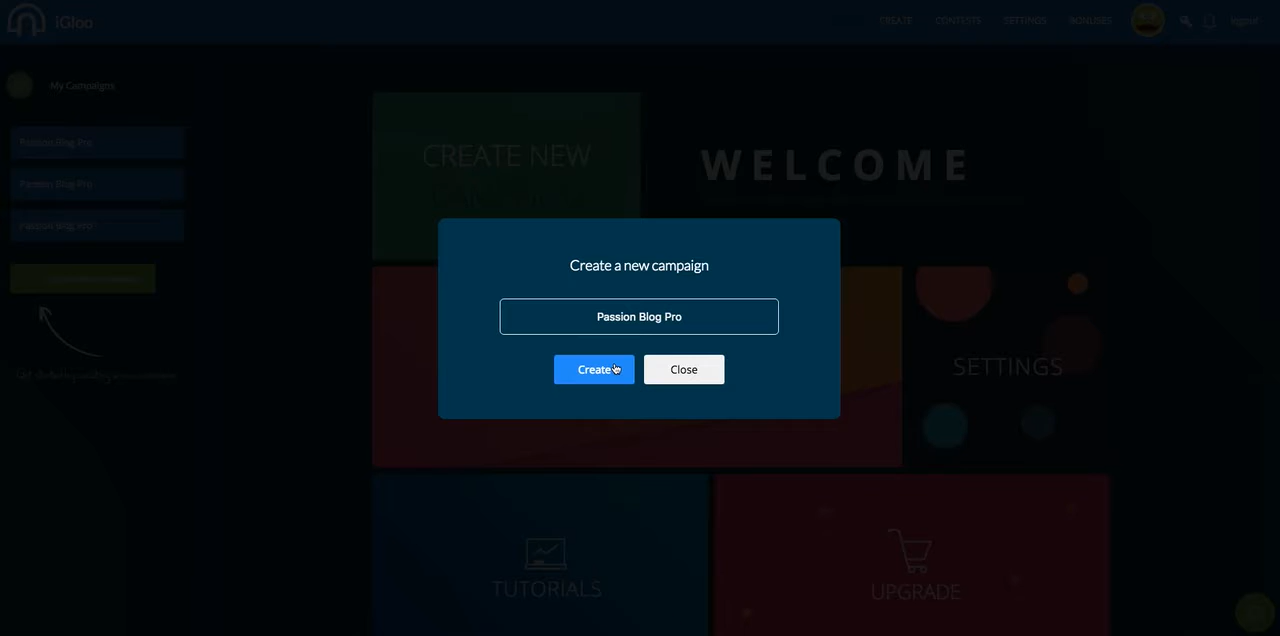 iGloo
CREATE CONTESTS SETTINGS BONUSES logout
My Campaigns
Passion Blog Pro
Passion Blog Pro
Passion Blog Pro
CREATE NEW
WELCOME
Create a new campaign
Passion Blog Pro
Create Close
SETTINGS
TUTORIALS
UPGRADE